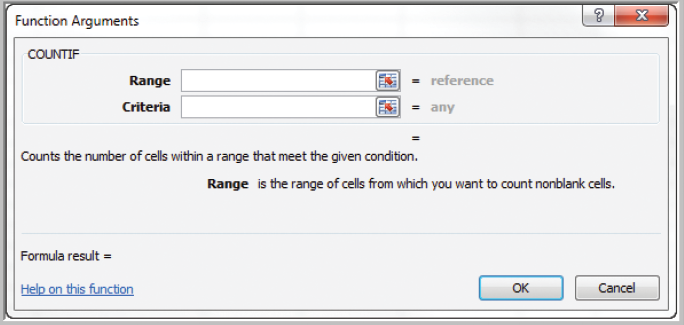 Function Arguments
COUNTIF
Range = reference
Criteria = any
=
Counts the number of cells within a range that meet the given condition.
Range is the range of cells from which you want to count nonblank cells.
Formula result =
Help on this function
OK Cancel